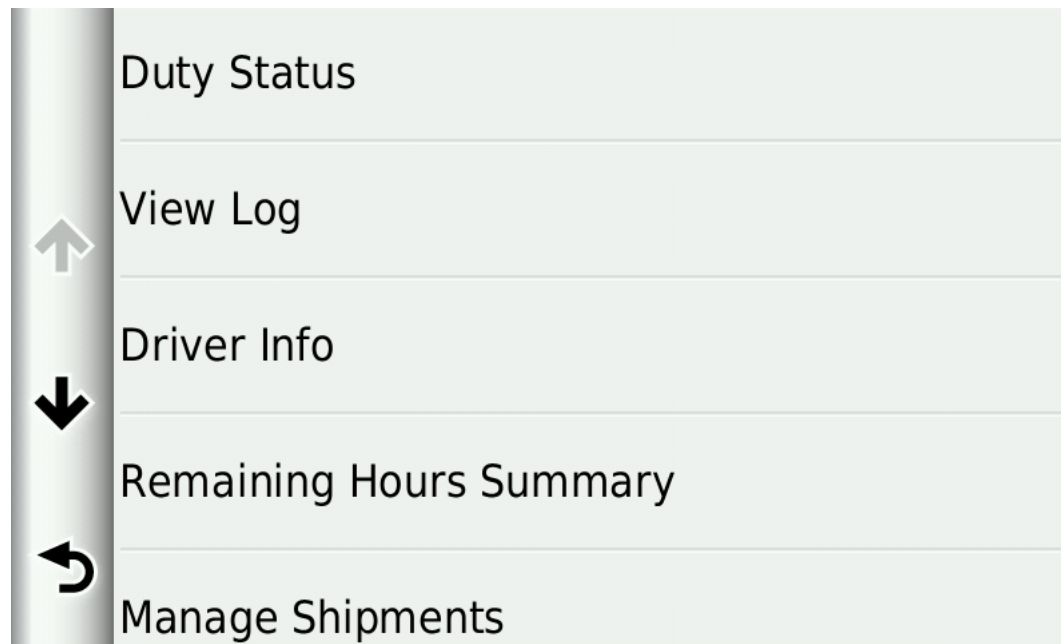 Duty Status
View Log
Driver Info
Remaining Hours Summary
Manage Shipments